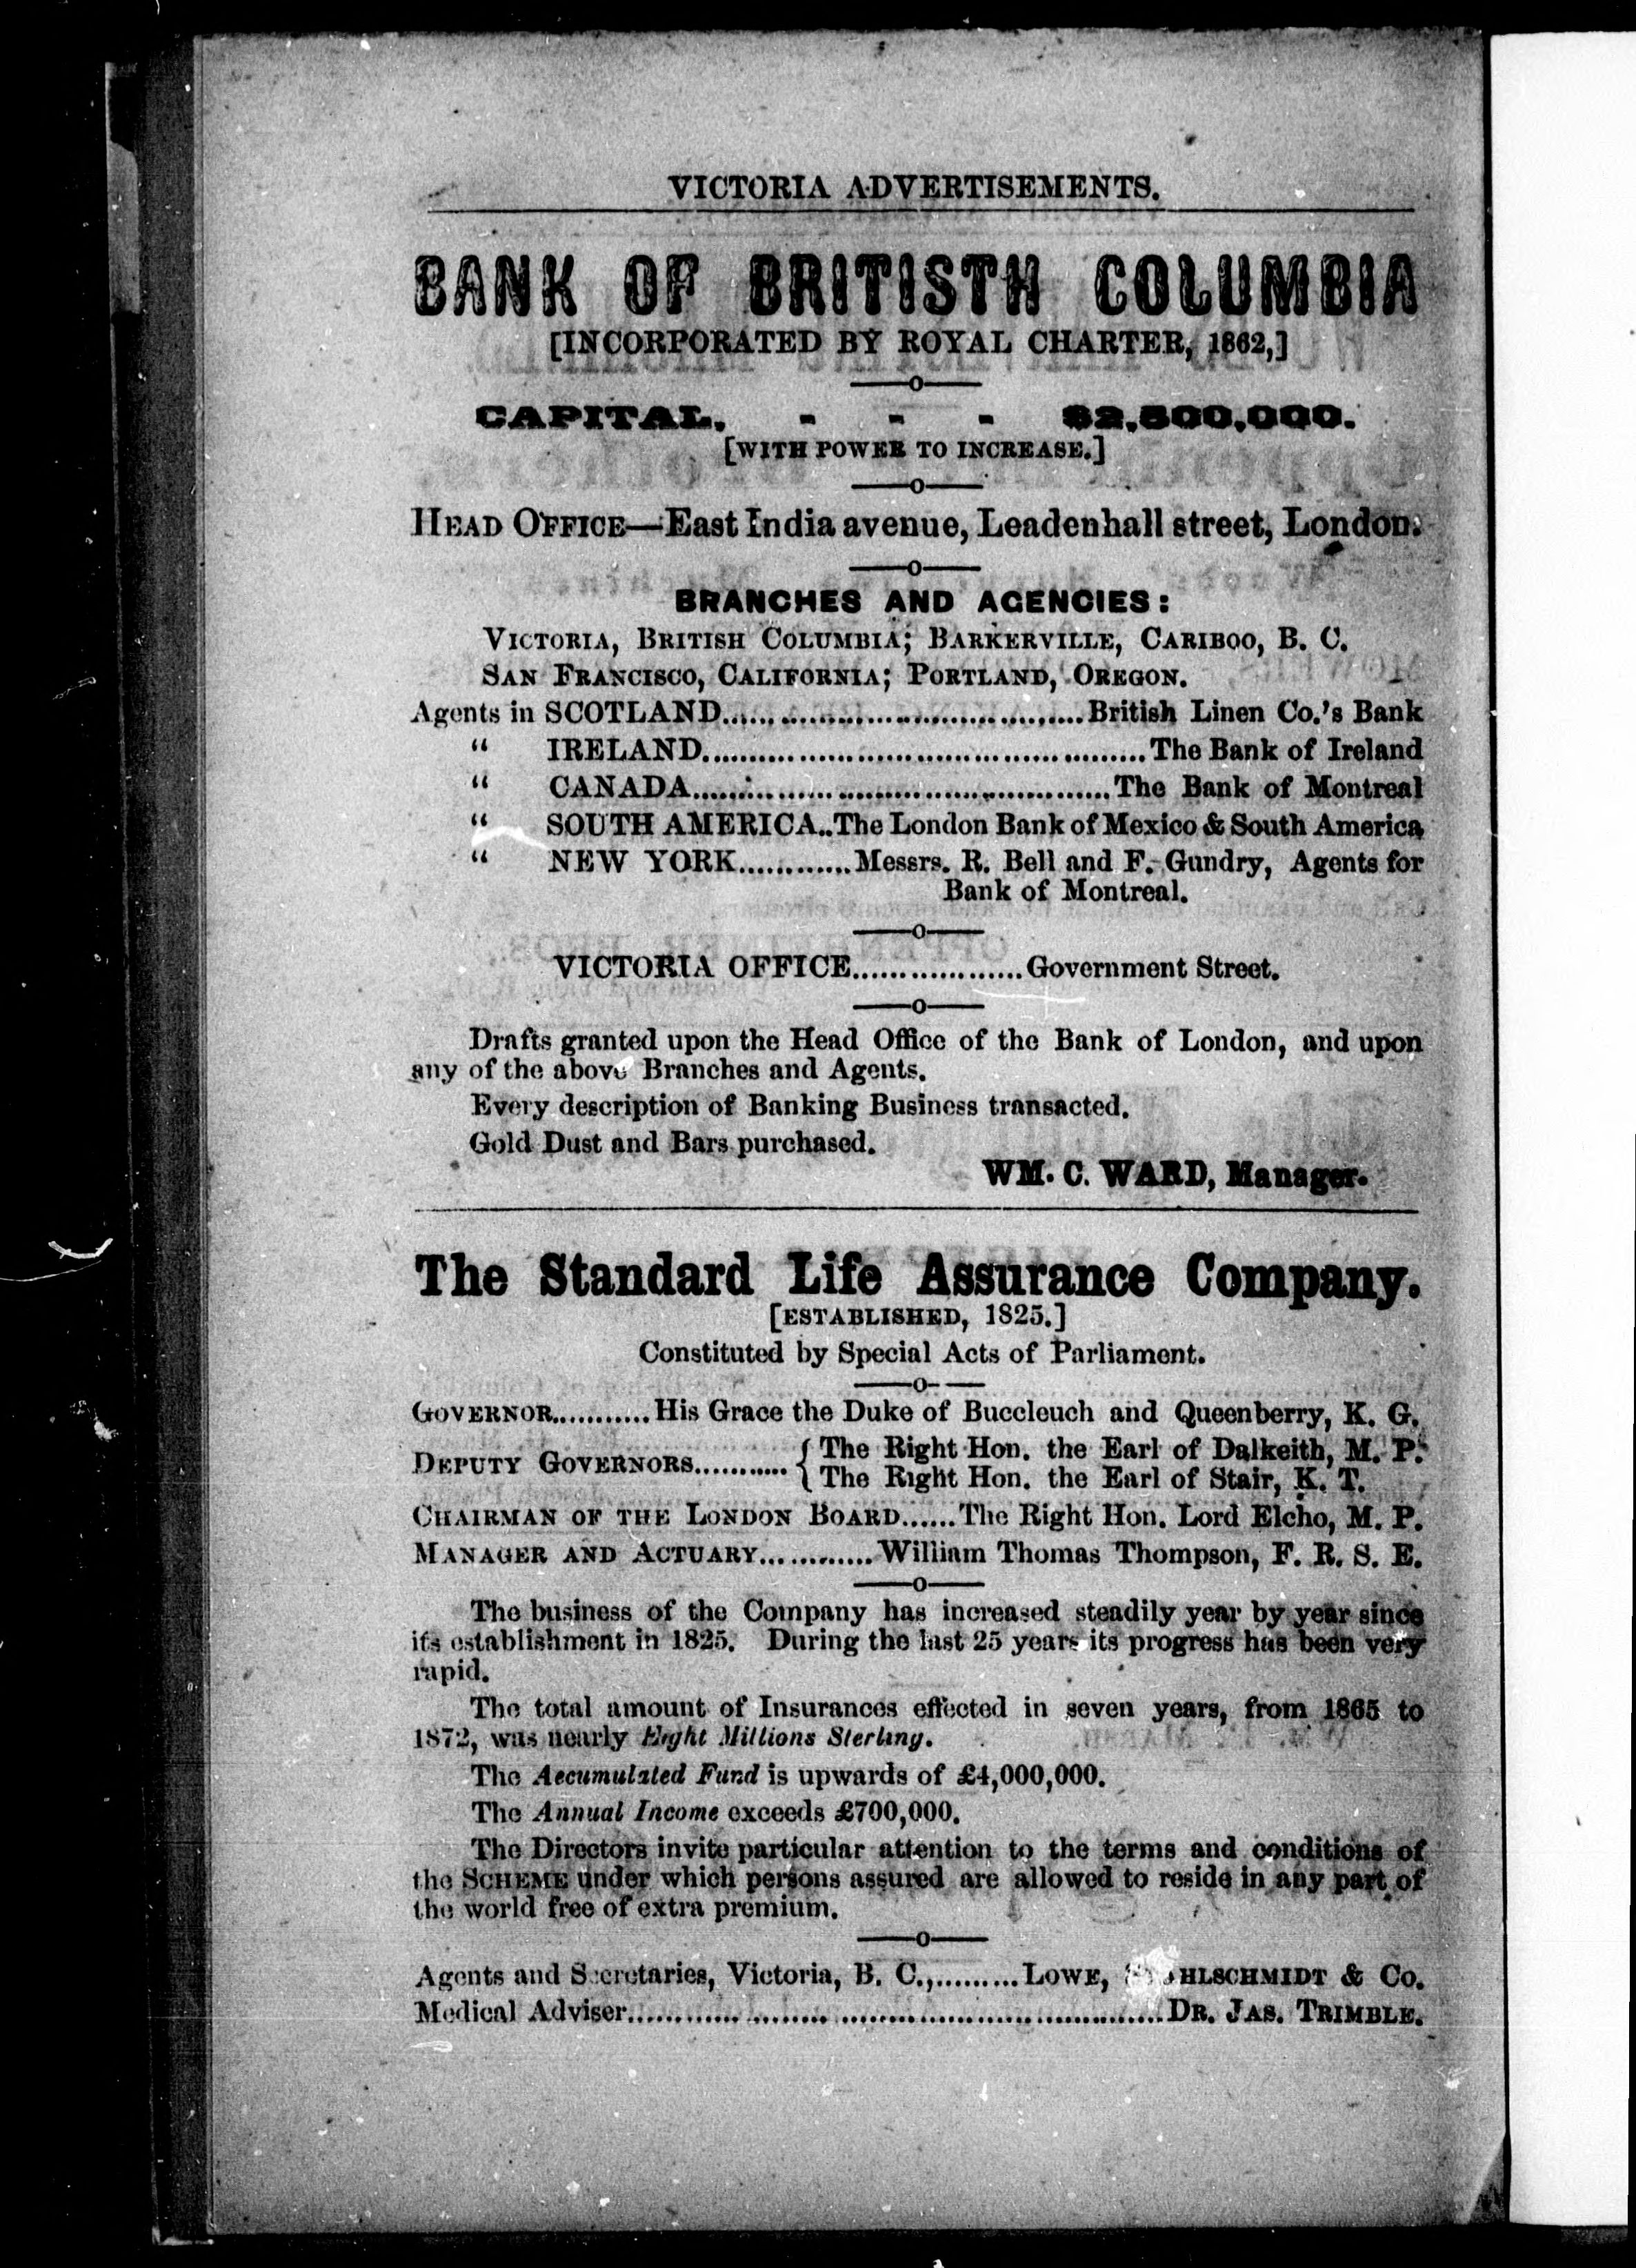 VICTORIA ADVERTISEMENTS.
BANK OF BRITISTH COLUMBIA
[INCORPORATED BY ROYAL CHARTER, 1862,]
——o——
CAPITAL, - - - $2,500,000.
[WITH POWER TO INCREASE.]
——o——
HEAD OFFICE—East India avenue, Leadenhall street, London.
——o——
BRANCHES AND AGENCIES:
VICTORIA, BRITISH COLUMBIA; BARKERVILLE, CARIBOO, B. C.
SAN FRANCISCO, CALIFORNIA; PORTLAND, OREGON.
Agents in SCOTLAND........................................British Linen Co.'s Bank
“ IRELAND................................................The Bank of Ireland
“ CANADA.............................................The Bank of Montreal
“ SOUTH AMERICA..The London Bank of Mexico & South America
“ NEW YORK............Messrs. R. Bell and F. Gundry, Agents for
Bank of Montreal.
——o——
VICTORIA OFFICE..................Government Street.
——o——
Drafts granted upon the Head Office of the Bank of London, and upon
any of the above Branches and Agents.
Every description of Banking Business transacted.
Gold Dust and Bars purchased.
WM. C. WARD, Manager.
The Standard Life Assurance Company.
[ESTABLISHED, 1825.]
Constituted by Special Acts of Parliament.
——o- —
GOVERNOR...........His Grace the Duke of Buccleuch and Queenberry, K. G.
DEPUTY GOVERNORS........... { The Right Hon. the Earl of Dalkeith, M. P.
The Right Hon. the Earl of Stair, K. T.
CHAIRMAN OF THE LONDON BOARD......The Right Hon. Lord Elcho, M. P.
MANAGER AND ACTUARY............William Thomas Thompson, F. R. S. E.
——o——
The business of the Company has increased steadily year by year since
its establishment in 1825. During the last 25 years its progress has been very
rapid.
The total amount of Insurances effected in seven years, from 1865 to
1872, was nearly Eight Millions Sterling.
The Aecumulated Fund is upwards of £4,000,000.
The Annual Income exceeds £700,000.
The Directors invite particular attention to the terms and conditions of
the SCHEME under which persons assured are allowed to reside in any part of
the world free of extra premium.
——o——
Agents and Secretaries, Victoria, B. C.,.........LOWE, & CO.
Medical Adviser..........................................................DR. JAS. TRIMBLE.